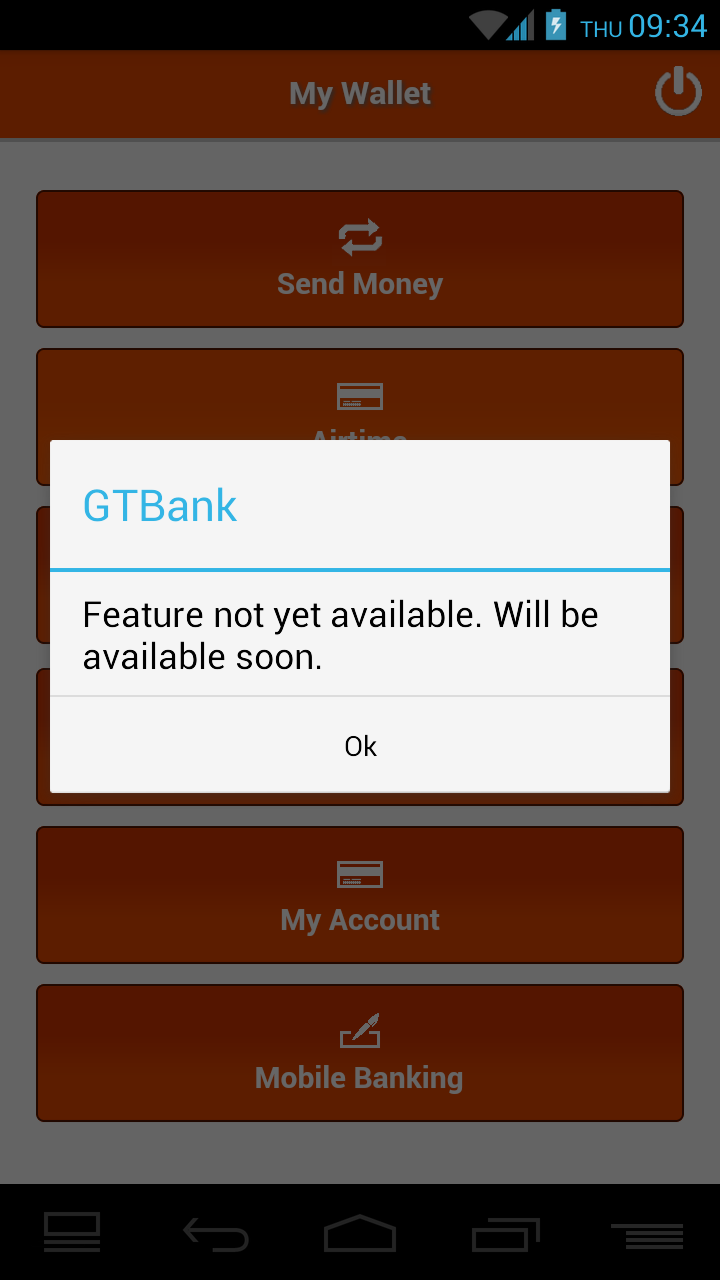 THU 09:34
My Wallet
Send Money
Airtime
GTBank
Feature not yet available. Will be
available soon.
Ok
My Account
Mobile Banking